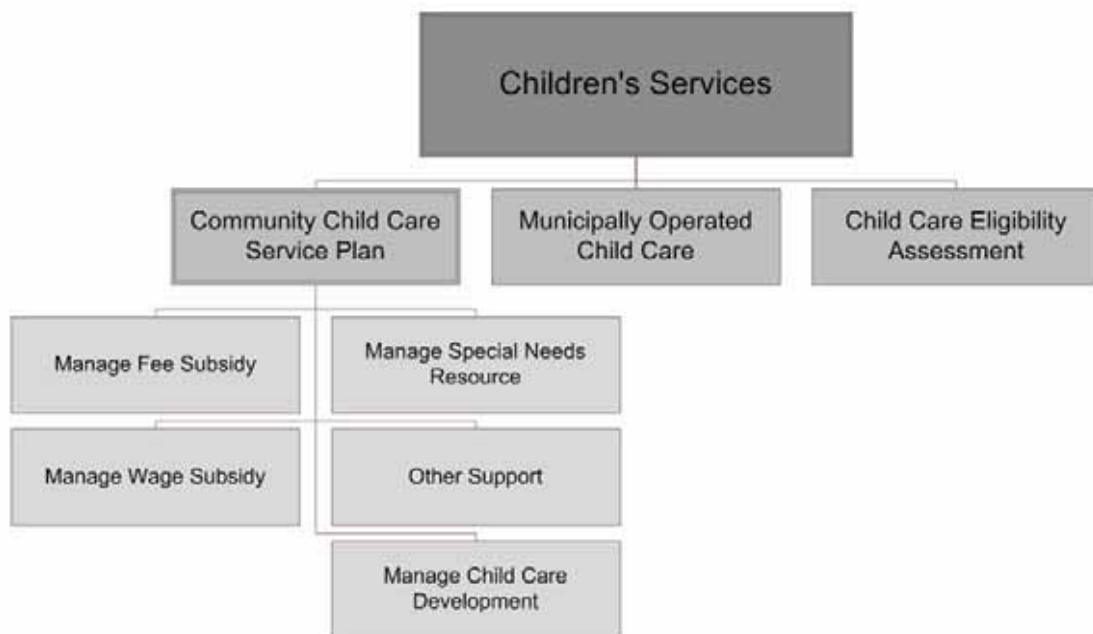 Children's Services
Community Child Care
Service Plan
Municipally Operated
Child Care
Child Care Eligibility
Assessment
Manage Fee Subsidy
Manage Special Needs
Resource
Manage Wage Subsidy
Other Support
Manage Child Care
Development